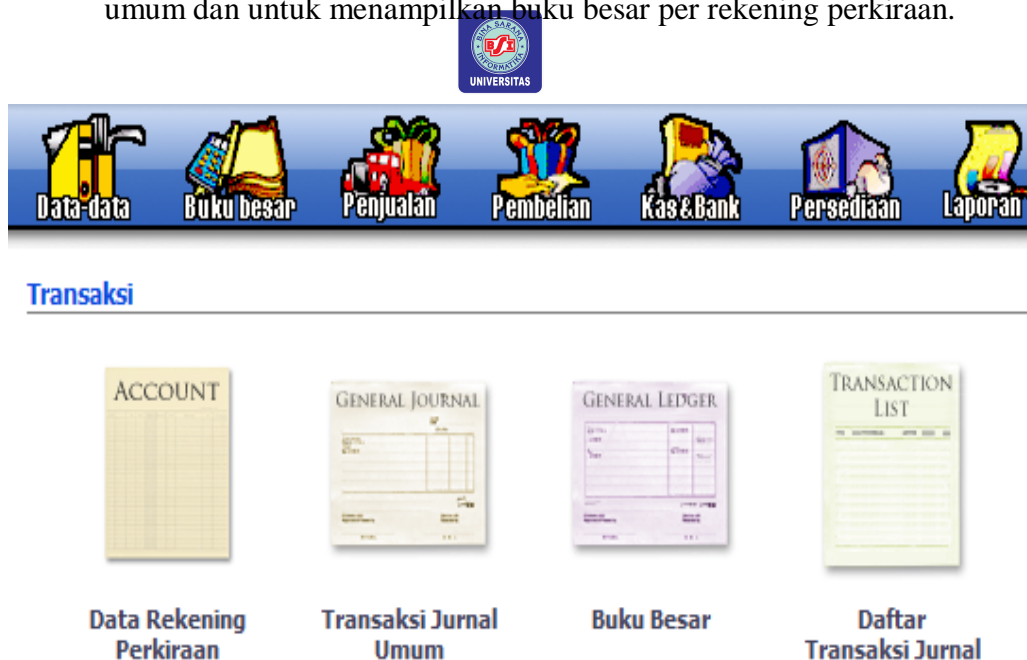 umum dan untuk menampilkan buku besar per rekening perkiraan.
BINA SARANA
INFORMATIKA
BSI
UNIVERSITAS
Data-data
Buku besar
Penjualan
Pembelian
Kas&Bank
Persediaan
Laporan
Transaksi
ACCOUNT
GENERAL JOURNAL
GENERAL LEDGER
TRANSACTION
LIST
Data Rekening
Perkiraan
Transaksi Jurnal
Umum
Buku Besar
Daftar
Transaksi Jurnal